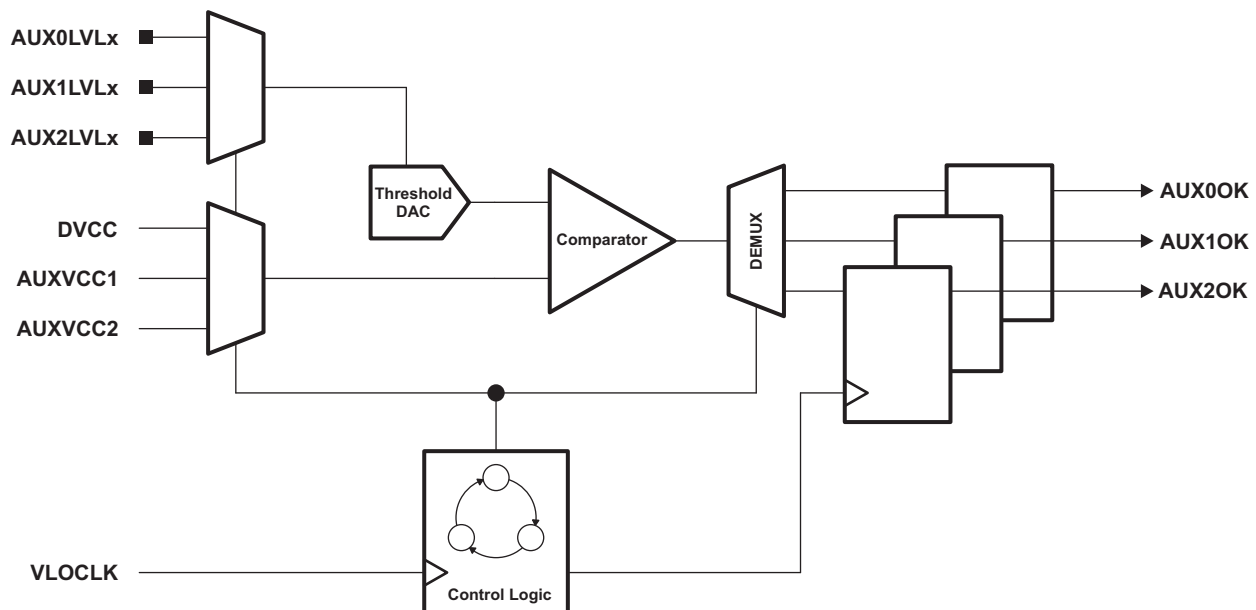 AUX0LVLx
AUX1LVLx
AUX2LVLx
Threshold
DAC
DVCC
AUXVCC1
AUXVCC2
Comparator
DEMUX
AUX0OK
AUX1OK
AUX2OK
VLOCLK
Control Logic